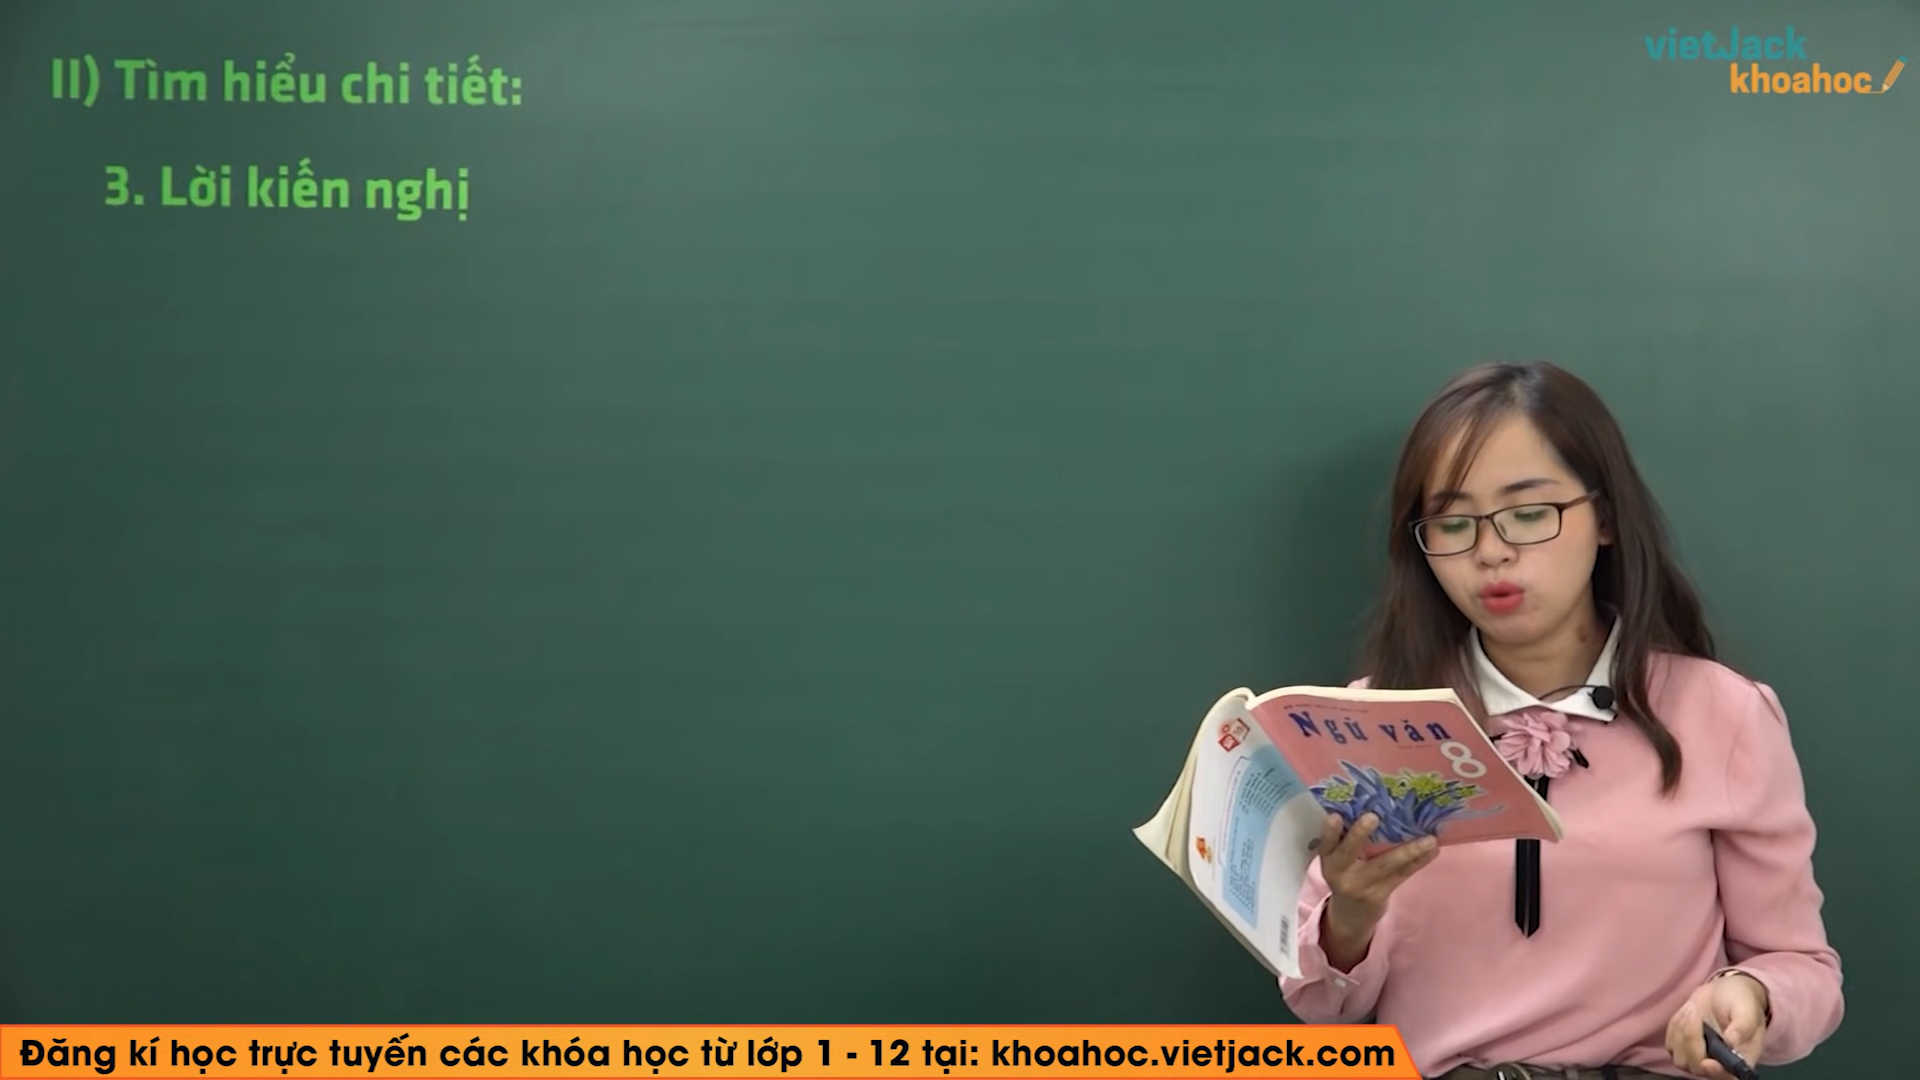 II) Tìm hiểu chi tiết:
3. Lời kiến nghị
vietJack
khoahoc
Ngữ văn
8
Đăng kí học trực tuyến các khóa học từ lớp 1 - 12 tại: khoahoc.vietjack.com